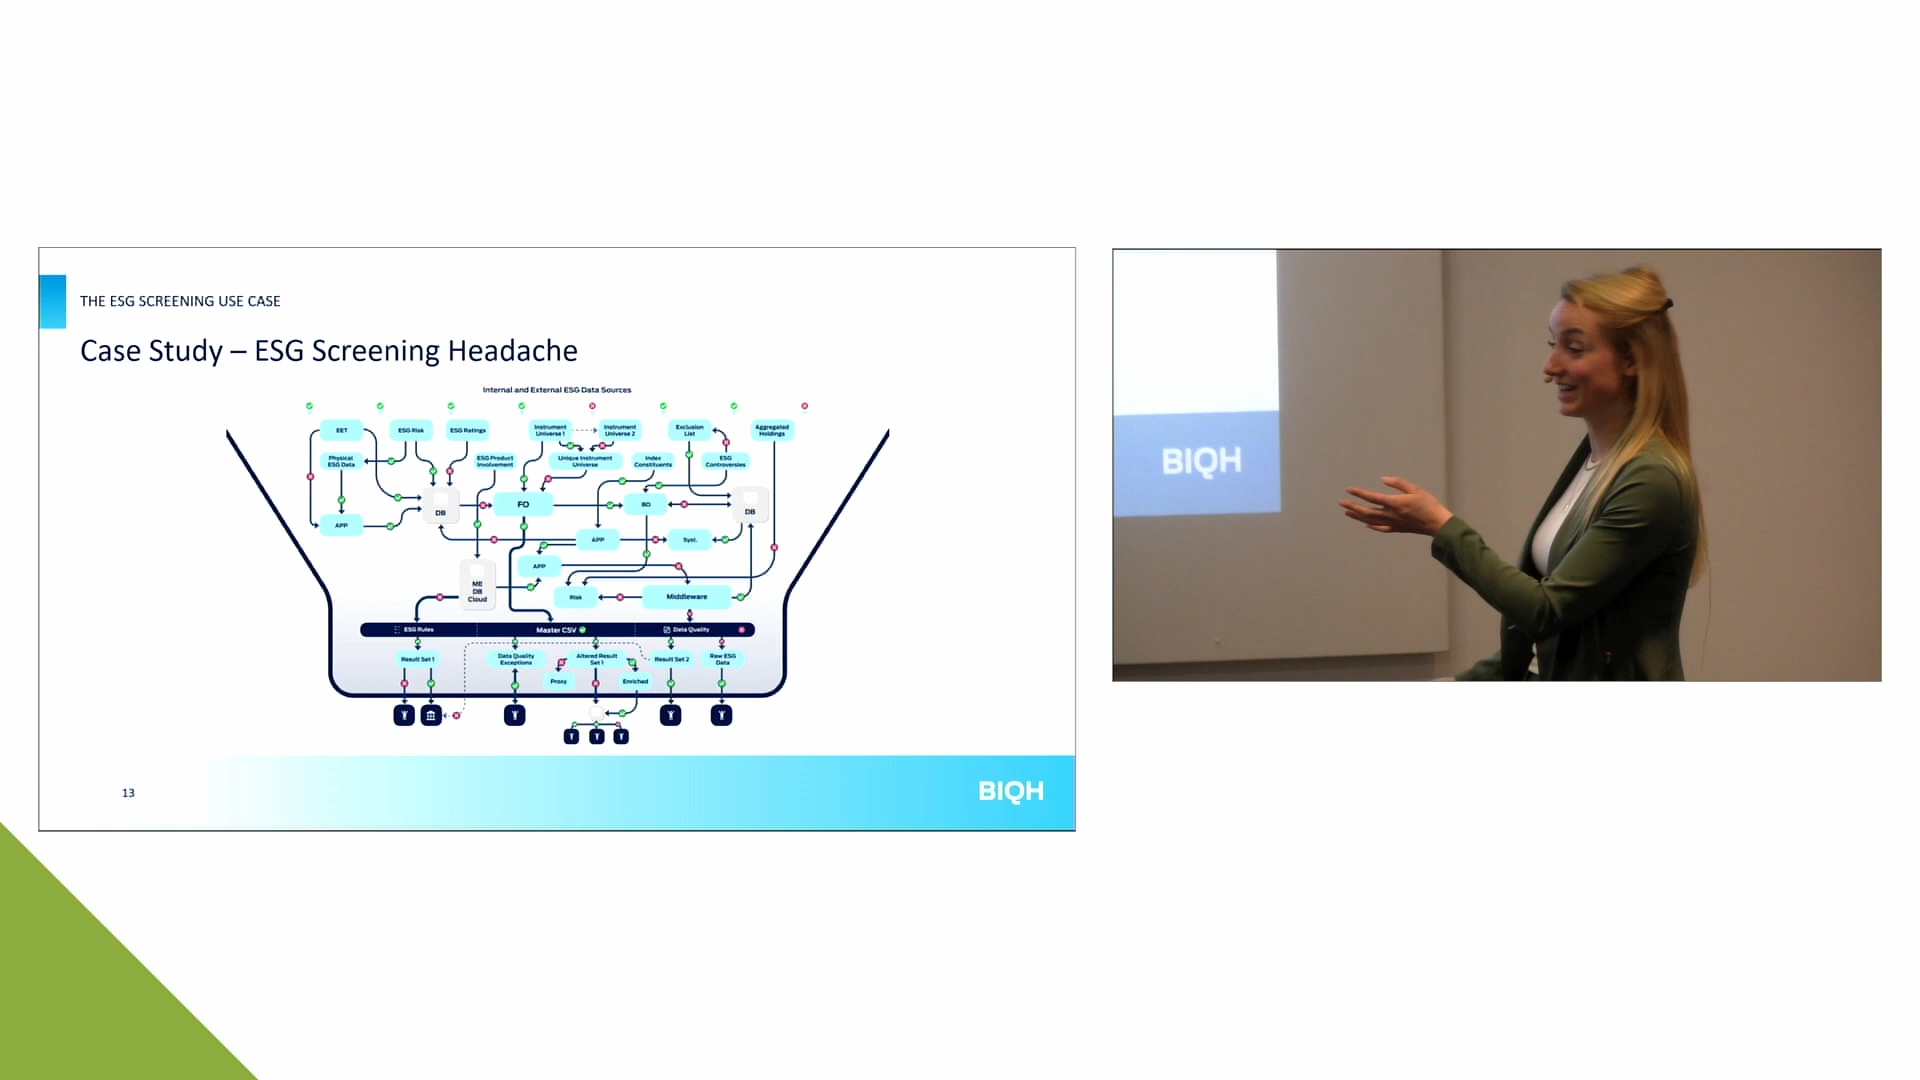 THE ESG SCREENING USE CASE
Case Study – ESG Screening Headache
Internal and External ESG Data Sources
EET
ESG Risk
ESG Ratings
Instrument
Universe 1
Instrument
Universe 2
Exclusion
List
Aggregated
Holdings
Physical
ESG Data
ESG Product
Involvement
Unique Instrument
Universe
Index
Constituents
ESG
Controversies
DB
FO
BO
DB
APP
APP
Syst.
APP
ME
DB
Cloud
Risk
Middleware
ESG Rules
Master CSV
Data Quality
Result Set 1
Data Quality
Exceptions
Altered Result
Set 1
Result Set 2
Raw ESG
Data
Proxy
Enriched
13
BIQH
BIQH